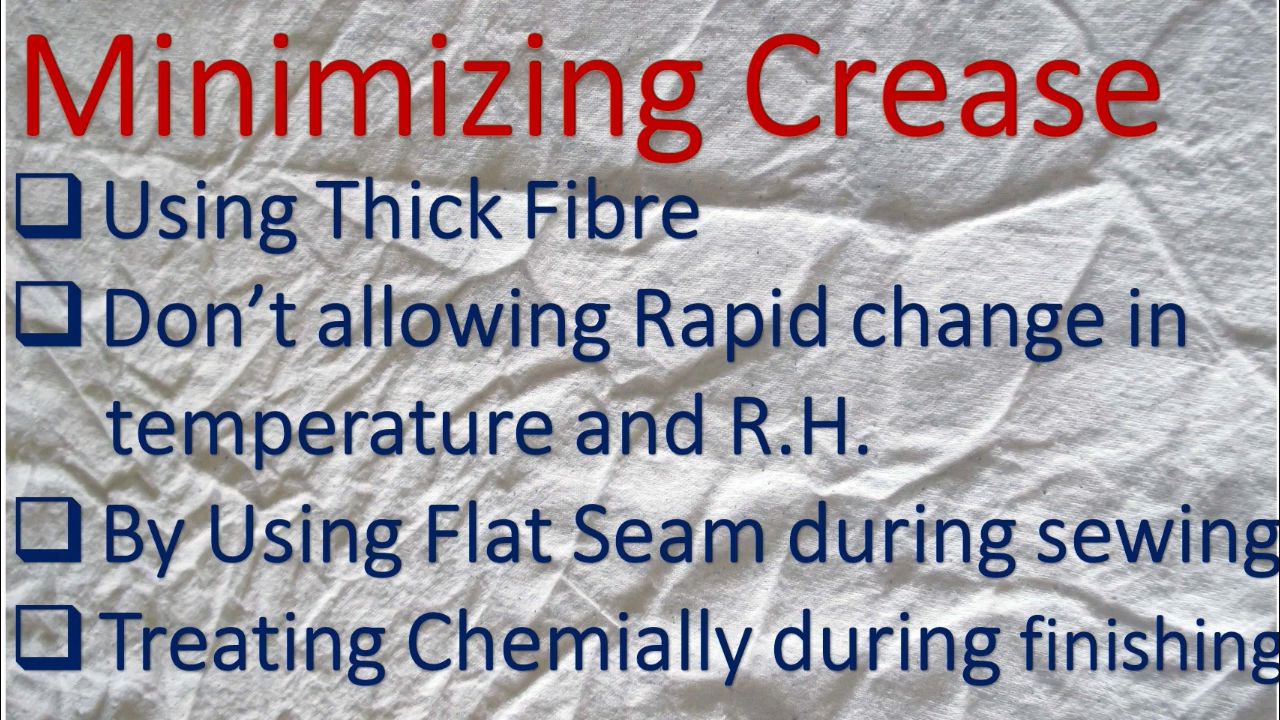 Minimizing Crease
❑ Using Thick Fibre
❑ Don’t allowing Rapid change in
temperature and R.H.
❑ By Using Flat Seam during sewing
❑ Treating Chemially during finishing